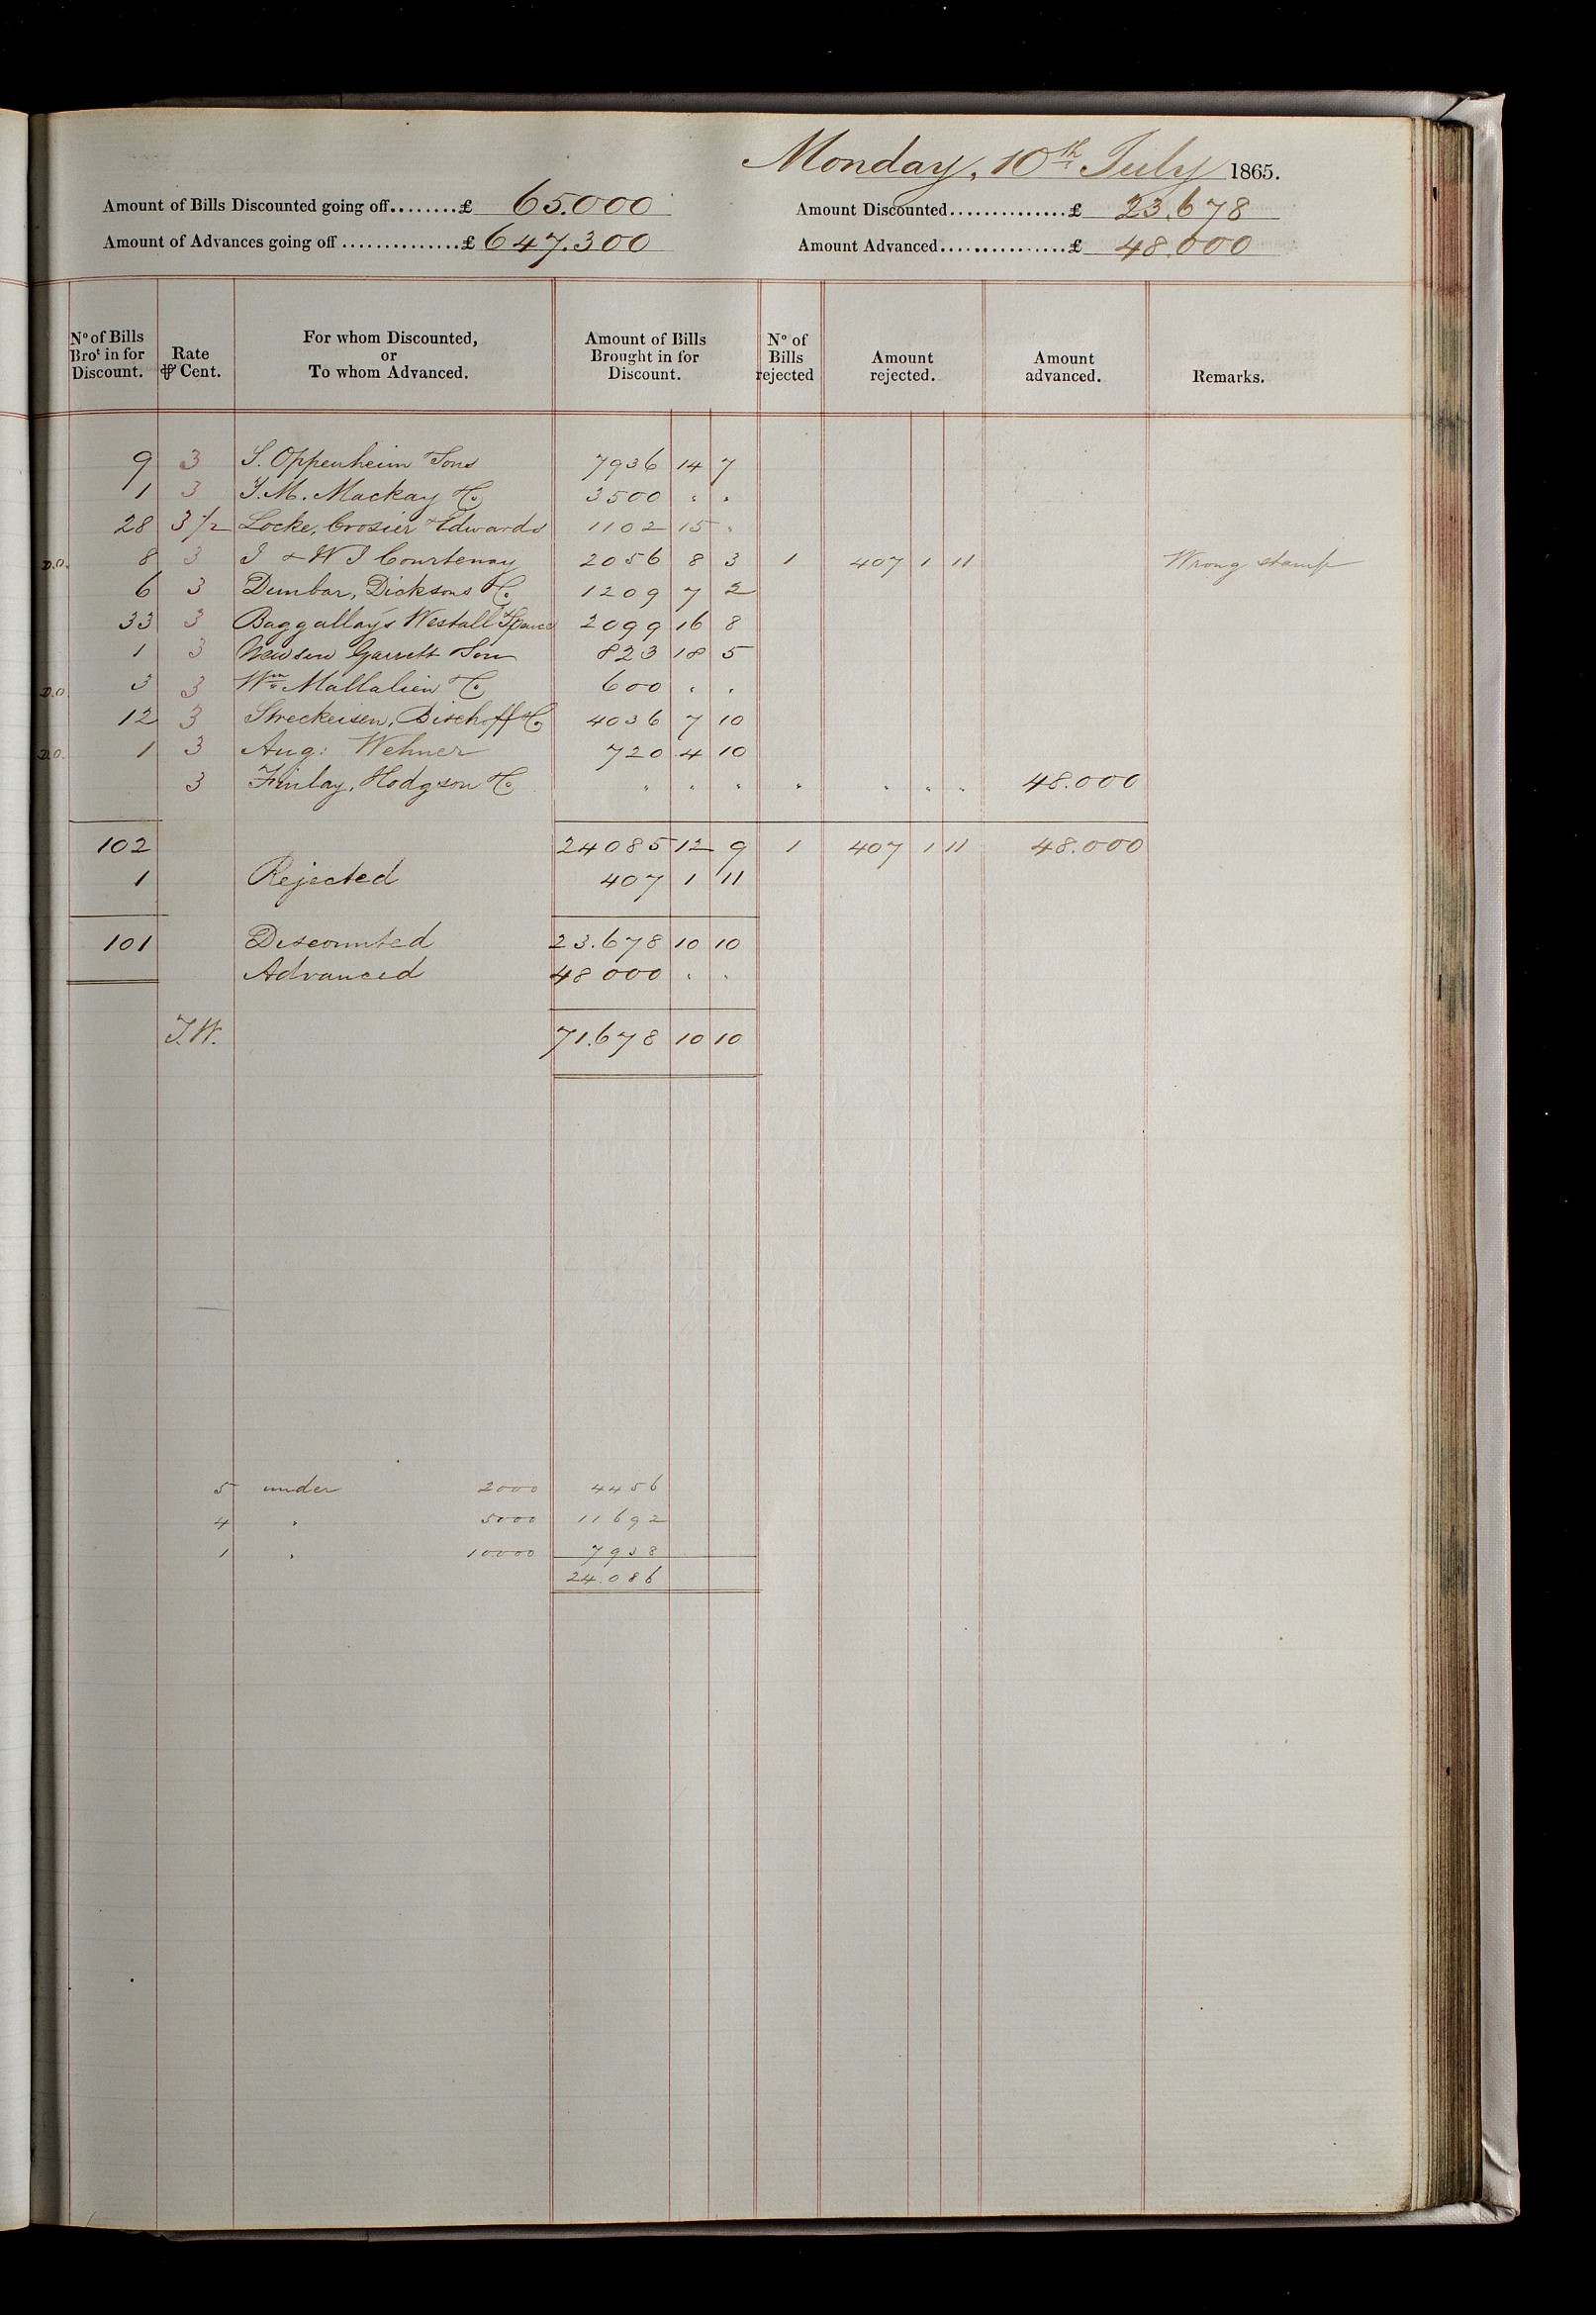 Monday, 10th July 1865.
Amount of Bills Discounted going off........£ 65.000 Amount Discounted..............£ 23.678
Amount of Advances going off..............£ 647.300 Amount Advanced...............£ 48.000
No of Bills Brot in for Discount. Rate ⅌ Cent. For whom Discounted, or To whom Advanced. Amount of Bills Brought in for Discount. No of Bills rejected Amount rejected. Amount advanced. Remarks.
9 3 S. Oppenheim & Sons 7936 14 7
1 3 J. M. Mackay & Co. 3500 " "
28 3 1/2 Locke, Crosier & Edwards 1102 15 "
D.O. 8 3 J & W J Courtenay 2056 8 3 1 407 1 11 Wrong stamp
6 3 Dunbar, Dicksons & Co. 1209 7 2
33 3 Baggallays Westall & Spence 2099 16 8
1 3 Newson Garrett & Son 823 18 5
D.O. 3 3 Wm. Mallalieu & Co 600 " "
12 3 Streckeisen, Bischoff & Co 4036 7 10
D.O. 1 3 Aug: Wehner 720 4 10
3 Finlay, Hodgson & Co. " " " " " " " 48.000
102 24085 12 9 1 407 1 11 48.000
1 Rejected 407 1 11
101 Discounted 23.678 10 10
Advanced 48 000 " "
J.W. 71.678 10 10
5 under 2000 4456
4 " 5000 11692
1 " 10000 7938
24.086